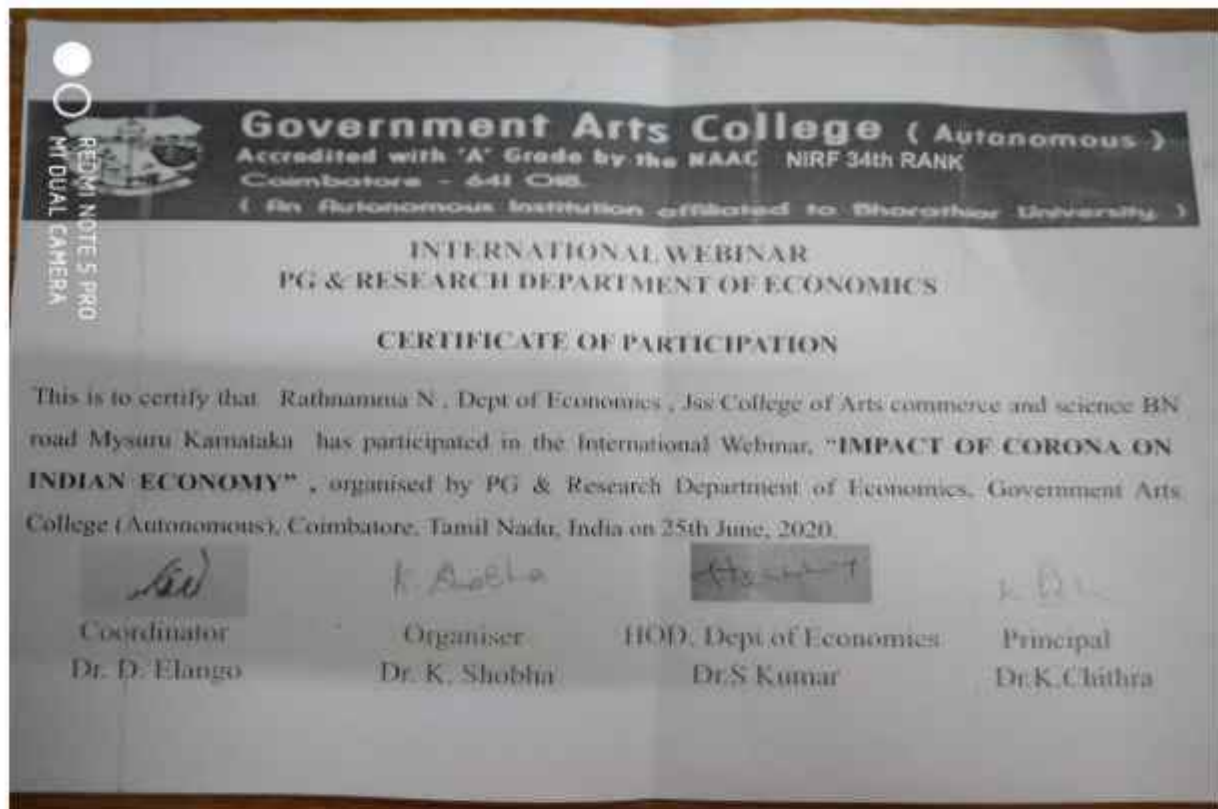 Government Arts College ( Autonomous )
Accredited with 'A' Grade by the NAAC NIRF 34th RANK
Coimbatore - 641 018.
( An Autonomous Institution affiliated to Bharathiar University )
INTERNATIONAL WEBINAR
PG & RESEARCH DEPARTMENT OF ECONOMICS
CERTIFICATE OF PARTICIPATION
This is to certify that Rathnamma N , Dept of Economics , Jss College of Arts commerce and science BN
road Mysuru Karnataka has participated in the International Webinar, "IMPACT OF CORONA ON
INDIAN ECONOMY" , organised by PG & Research Department of Economics, Government Arts
College (Autonomous), Coimbatore, Tamil Nadu, India on 25th June, 2020.
K. Shobha
Coordinator Organiser HOD, Dept of Economics Principal
Dr. D. Elango Dr. K. Shobha Dr.S Kumar Dr.K.Chithra
REDMI NOTE 5 PRO
MI DUAL CAMERA